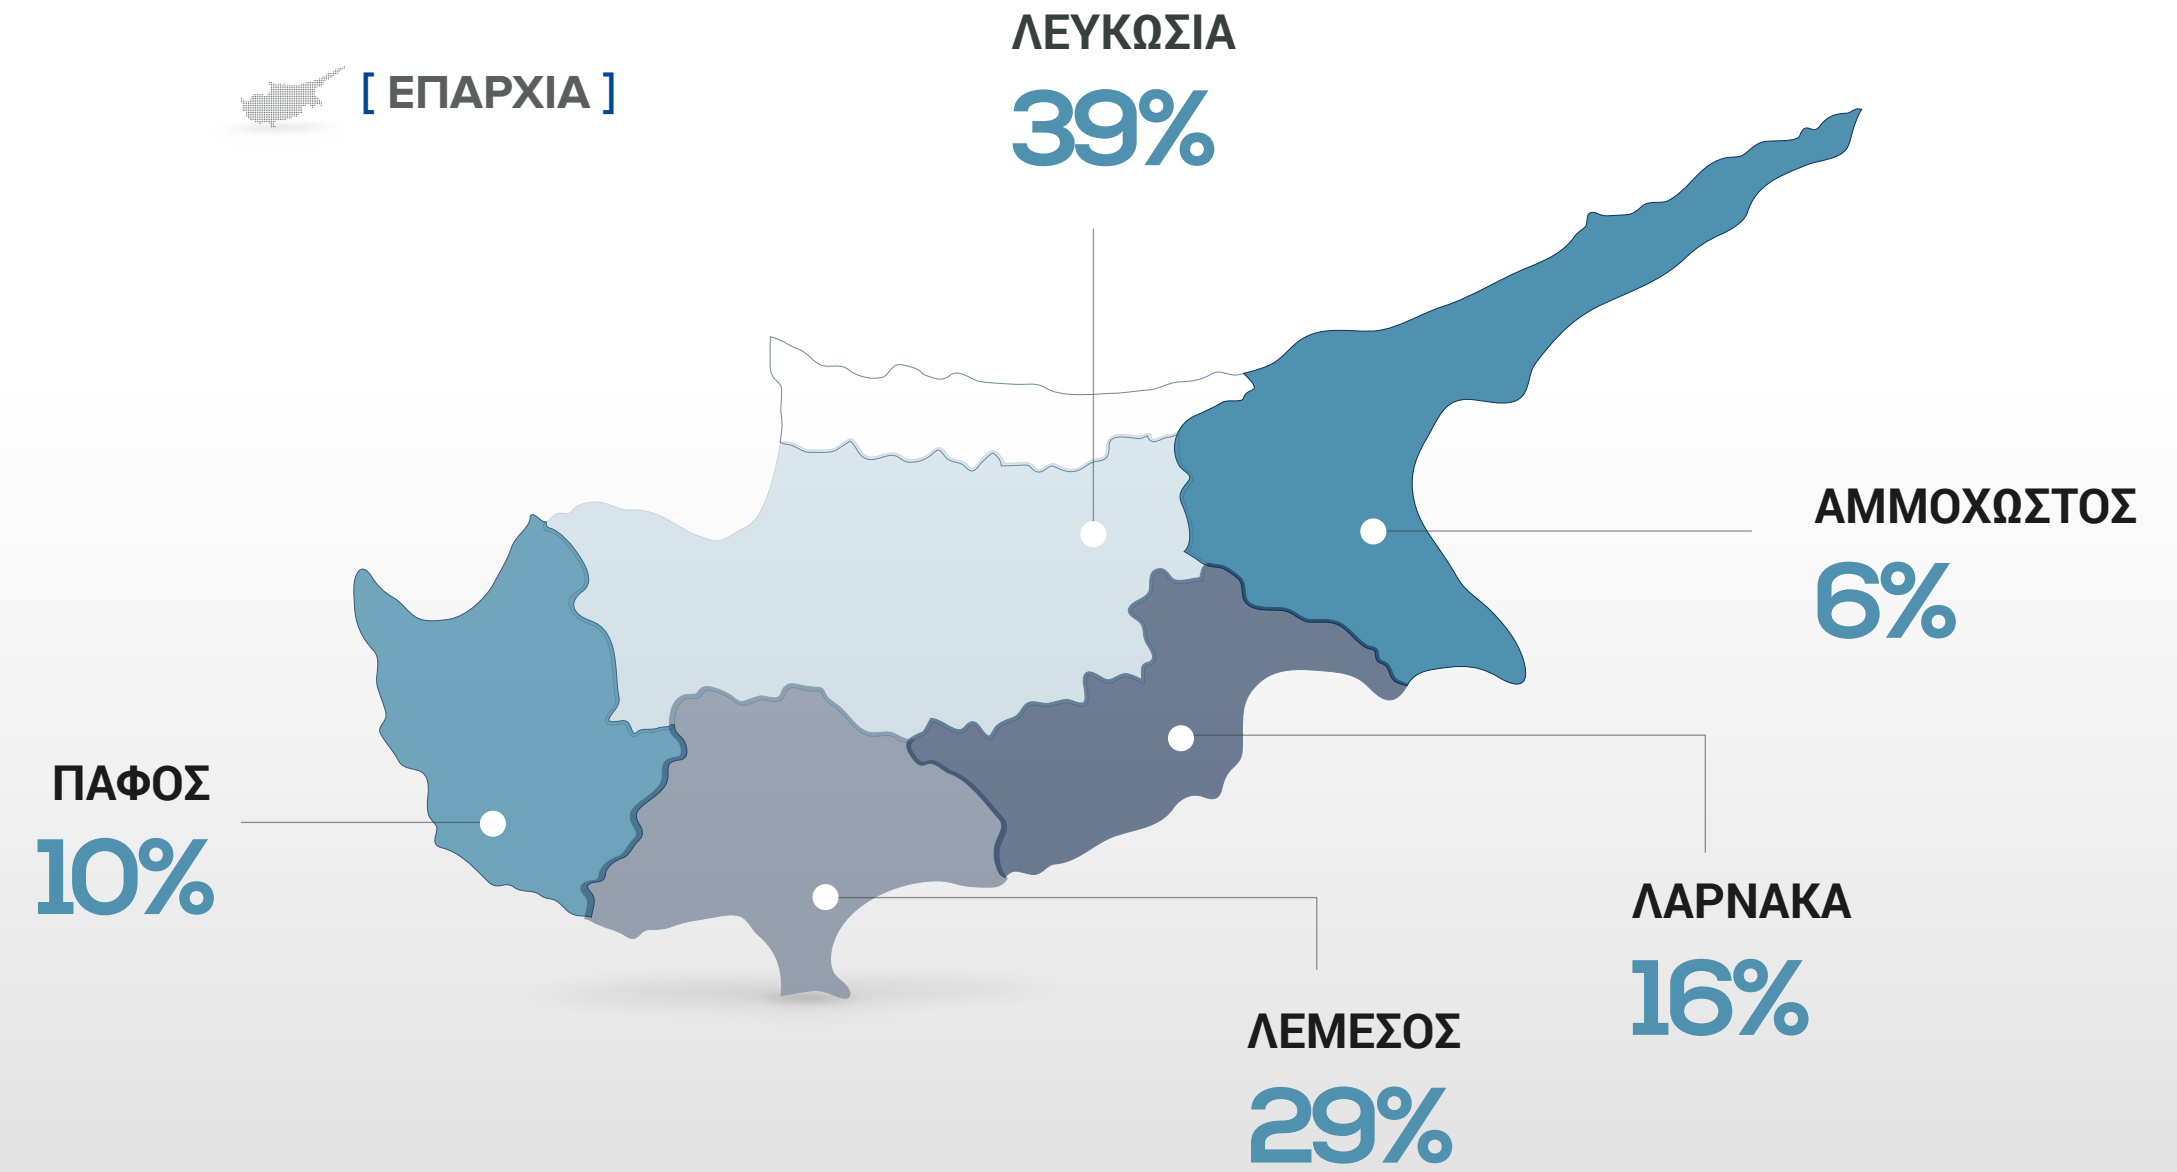 ΛΕΥΚΩΣΙΑ
39%
[ ΕΠΑΡΧΙΑ ]
ΑΜΜΟΧΩΣΤΟΣ
6%
ΠΑΦΟΣ
10%
ΛΑΡΝΑΚΑ
16%
ΛΕΜΕΣΟΣ
29%